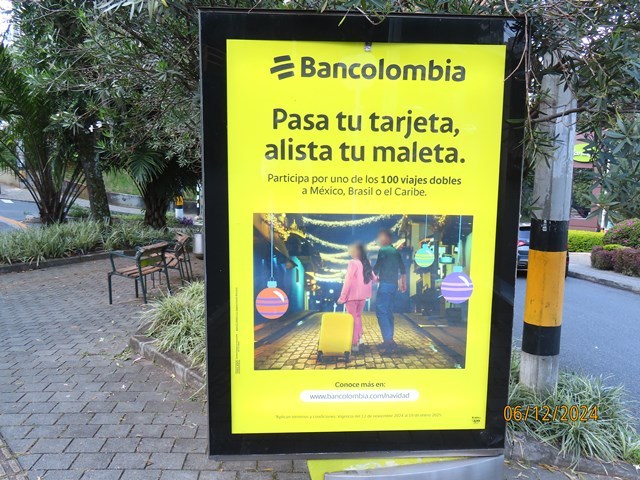 Bancolombia
Pasa tu tarjeta,
alista tu maleta.
Participa por uno de los 100 viajes dobles
a México, Brasil o el Caribe.
Conoce más en:
www.bancolombia.com/navidad
06/12/2024